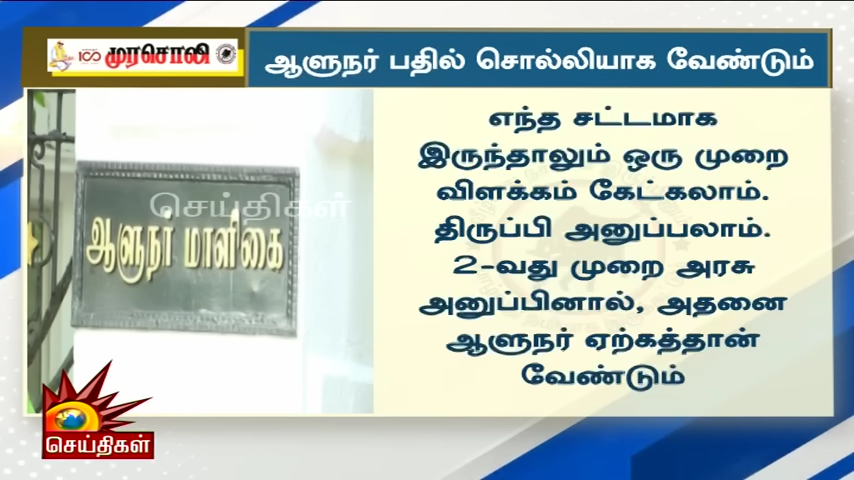 100 முரசொலி
ஆளுநர் பதில் சொல்லியாக வேண்டும்
எந்த சட்டமாக
இருந்தாலும் ஒரு முறை
விளக்கம் கேட்கலாம்.
திருப்பி அனுப்பலாம்.
2-வது முறை அரசு
அனுப்பினால், அதனை
ஆளுநர் ஏற்கத்தான்
வேண்டும்
செய்திகள்
ஆளுநர் மாளிகை
செய்திகள்